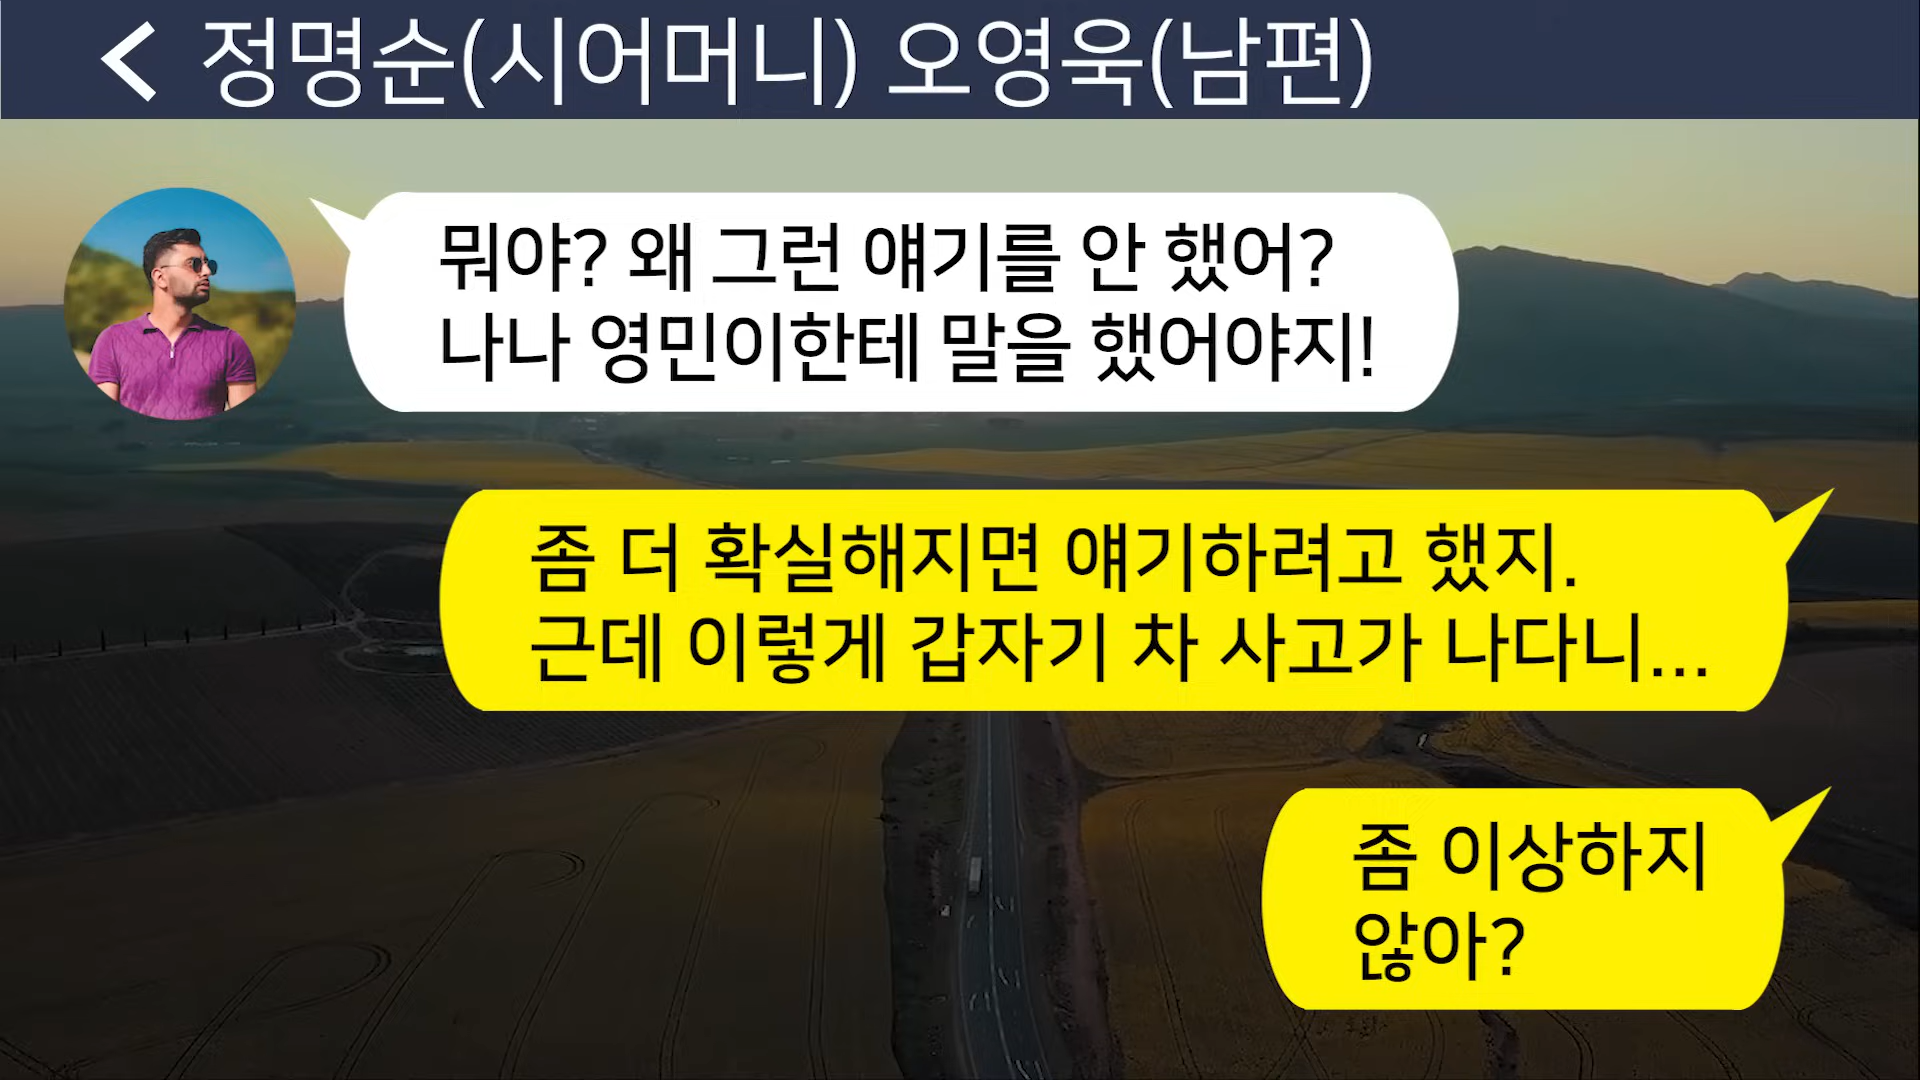 정명순(시어머니) 오영욱(남편)
뭐야? 왜 그런 얘기를 안 했어?
나나 영민이한테 말을 했어야지!
좀 더 확실해지면 얘기하려고 했지.
근데 이렇게 갑자기 차 사고가 나다니...
좀 이상하지
않아?